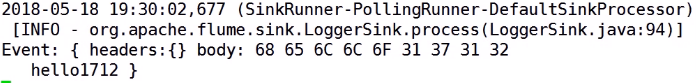 2018-05-18 19:30:02,677 (SinkRunner-PollingRunner-DefaultSinkProcessor)
[INFO - org.apache.flume.sink.LoggerSink.process(LoggerSink.java:94)]
Event: { headers:{} body: 68 65 6C 6C 6F 31 37 31 32
hello1712 }